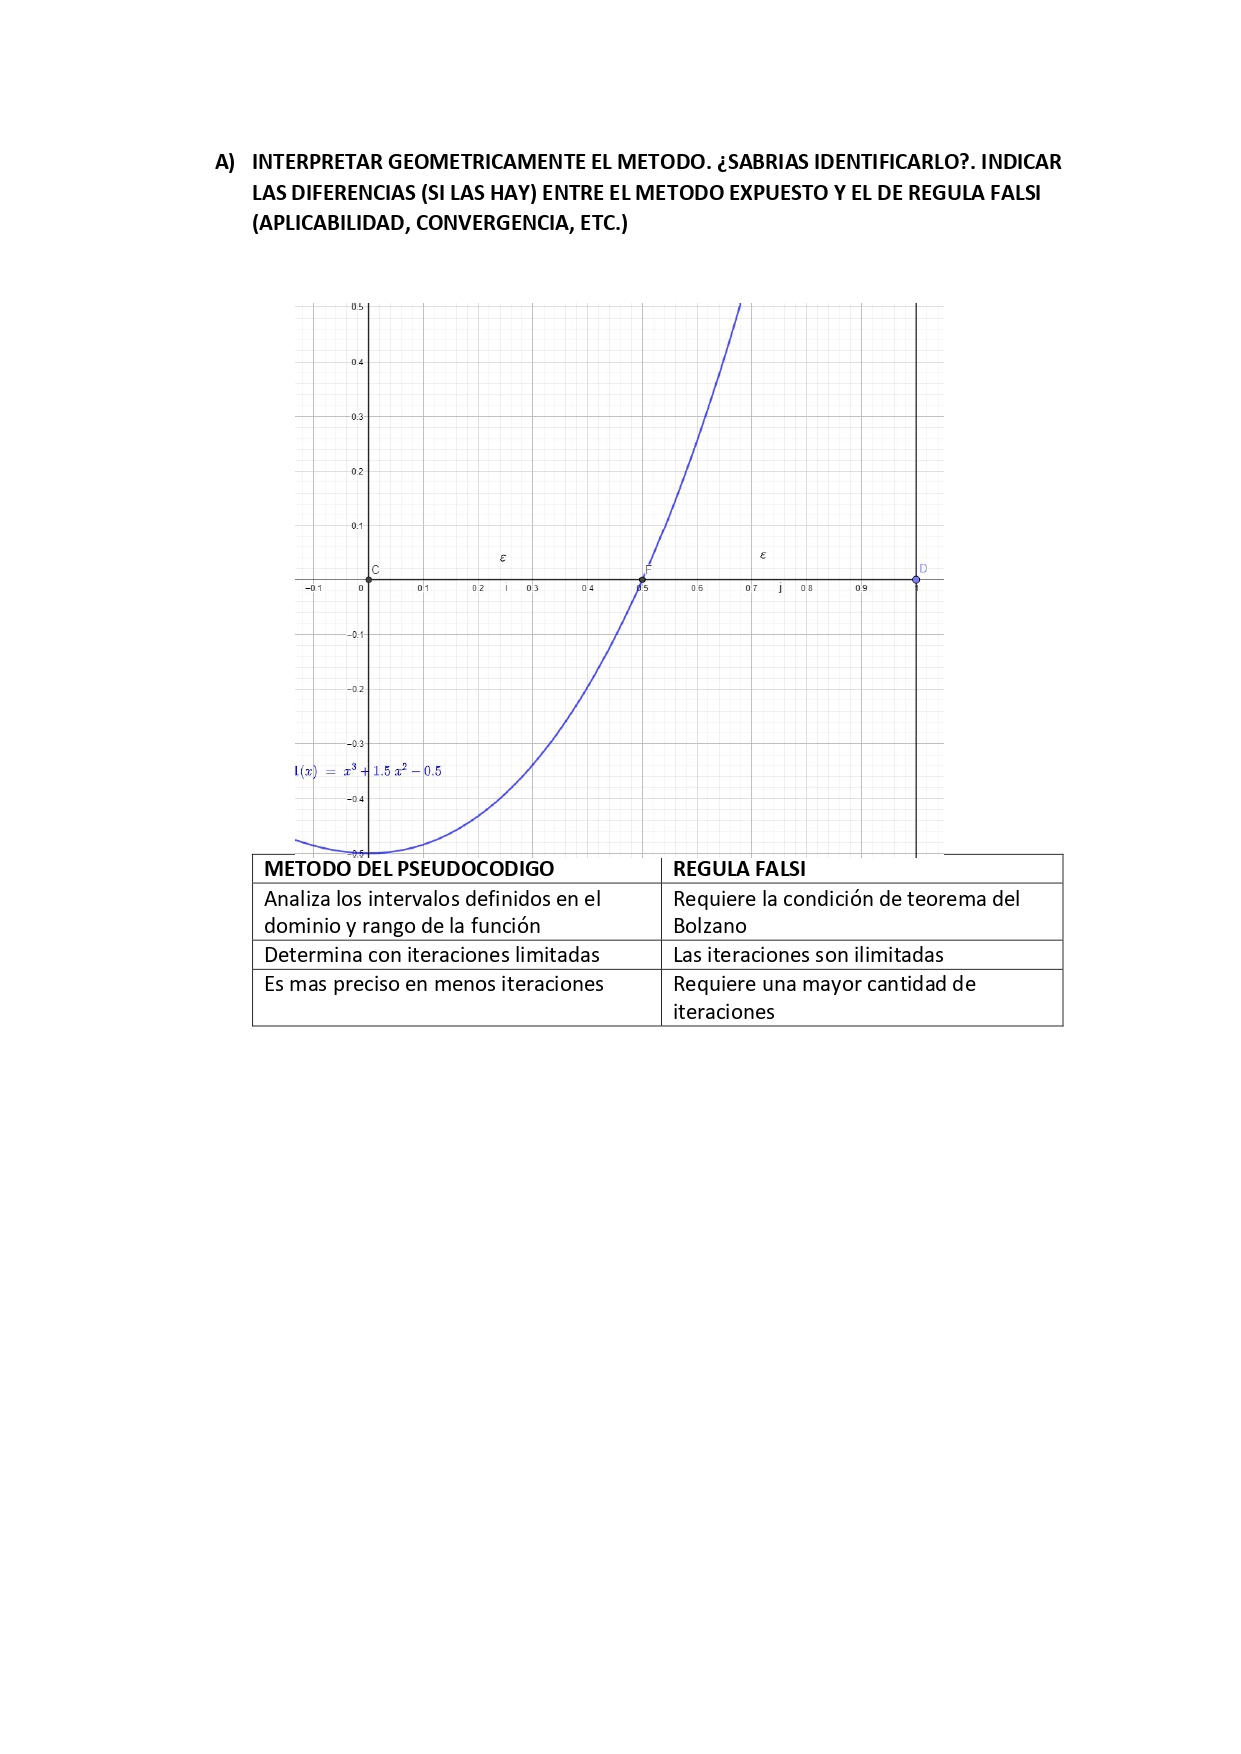 A) INTERPRETAR GEOMETRICAMENTE EL METODO. ¿SABRIAS IDENTIFICARLO?. INDICAR
LAS DIFERENCIAS (SI LAS HAY) ENTRE EL METODO EXPUESTO Y EL DE REGULA FALSI
(APLICABILIDAD, CONVERGENCIA, ETC.)
0.5
0.4
0.3
0.2
0.1
ε ε
C F D
−0.1 0 0.1 0.2 i 0.3 0.4 0.5 0.6 0.7 j 0.8 0.9 1
−0.1
−0.2
−0.3
(x) = x³ + 1.5 x² − 0.5
−0.4
−0.5
METODO DEL PSEUDOCODIGO REGULA FALSI
Analiza los intervalos definidos en el Requiere la condición de teorema del
dominio y rango de la función Bolzano
Determina con iteraciones limitadas Las iteraciones son ilimitadas
Es mas preciso en menos iteraciones Requiere una mayor cantidad de
iteraciones